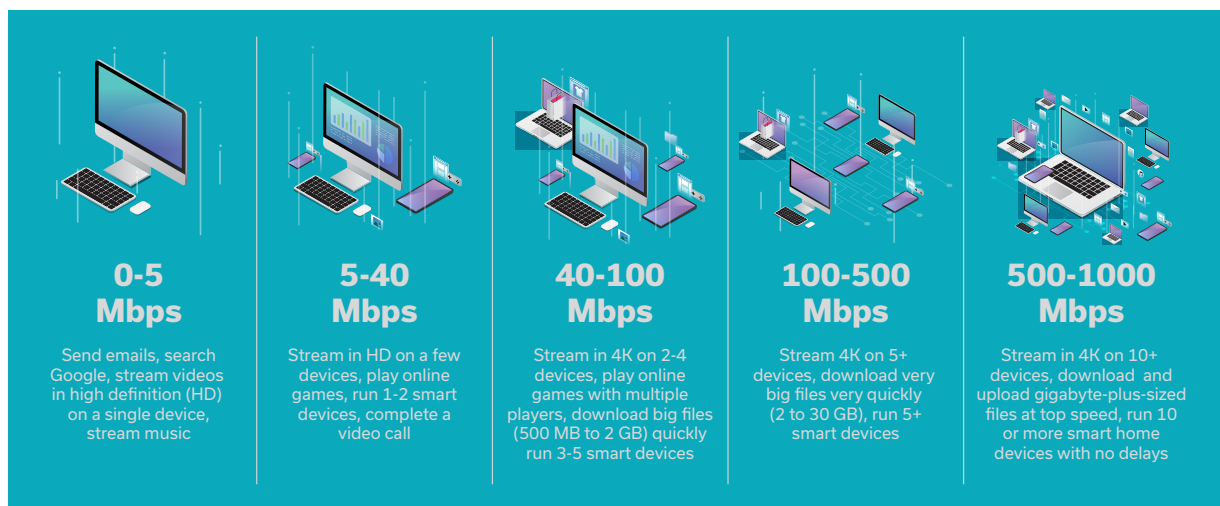 0-5
Mbps
Send emails, search
Google, stream videos
in high definition (HD)
on a single device,
stream music
5-40
Mbps
Stream in HD on a few
devices, play online
games, run 1-2 smart
devices, complete a
video call
40-100
Mbps
Stream in 4K on 2-4
devices, play online
games with multiple
players, download big files
(500 MB to 2 GB) quickly
run 3-5 smart devices
100-500
Mbps
Stream 4K on 5+
devices, download very
big files very quickly
(2 to 30 GB), run 5+
smart devices
500-1000
Mbps
Stream in 4K on 10+
devices, download and
upload gigabyte-plus-sized
files at top speed, run 10
or more smart home
devices with no delays